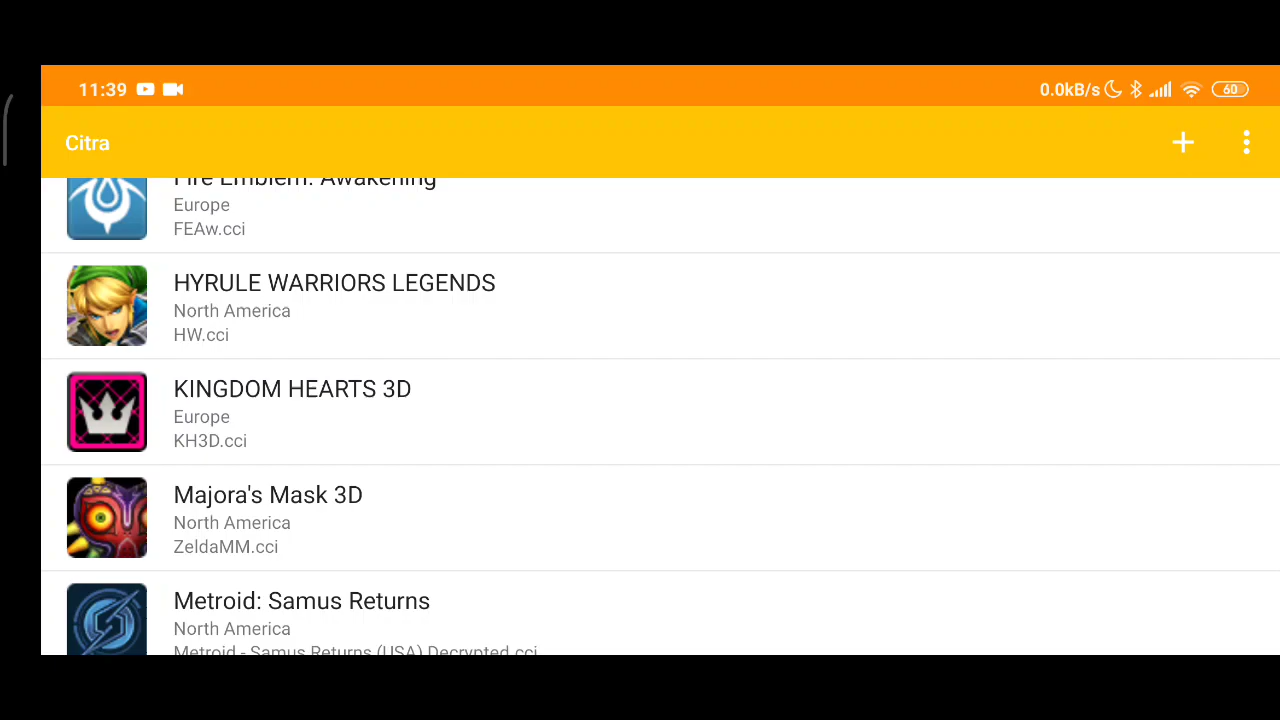 11:39 0.0kB/s 60
Citra
Fire Emblem: Awakening
Europe
FEAw.cci
HYRULE WARRIORS LEGENDS
North America
HW.cci
KINGDOM HEARTS 3D
Europe
KH3D.cci
Majora's Mask 3D
North America
ZeldaMM.cci
Metroid: Samus Returns
North America
Metroid - Samus Returns (USA) Decrypted.cci